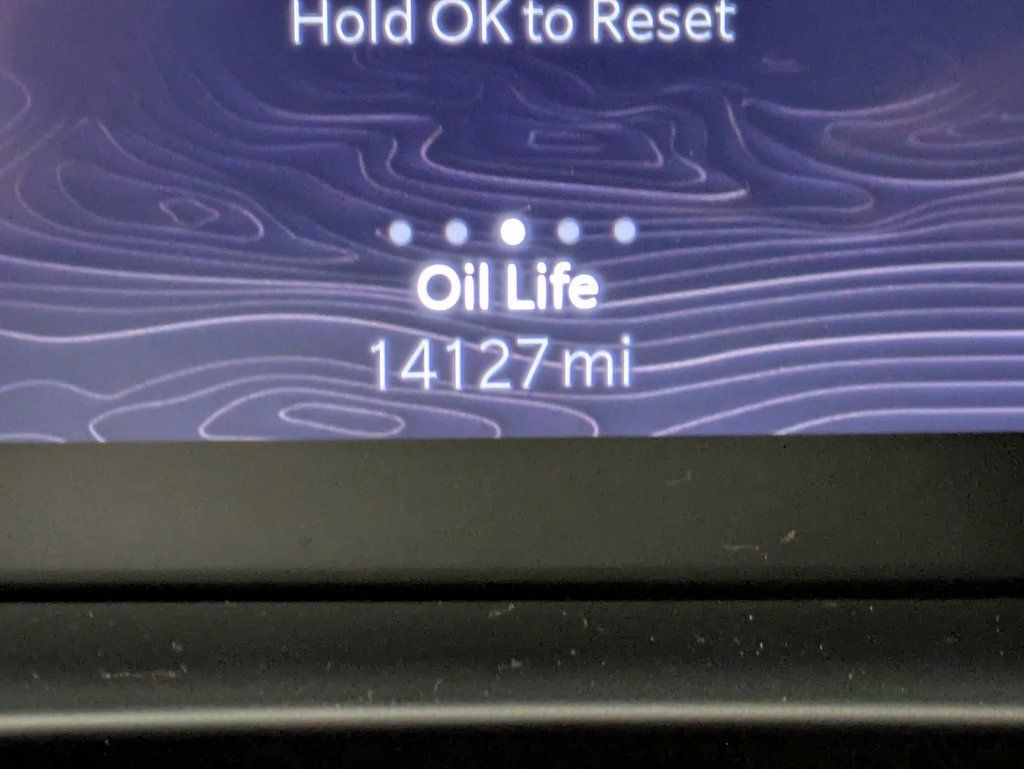 Hold OK to Reset
Oil Life
14127 mi